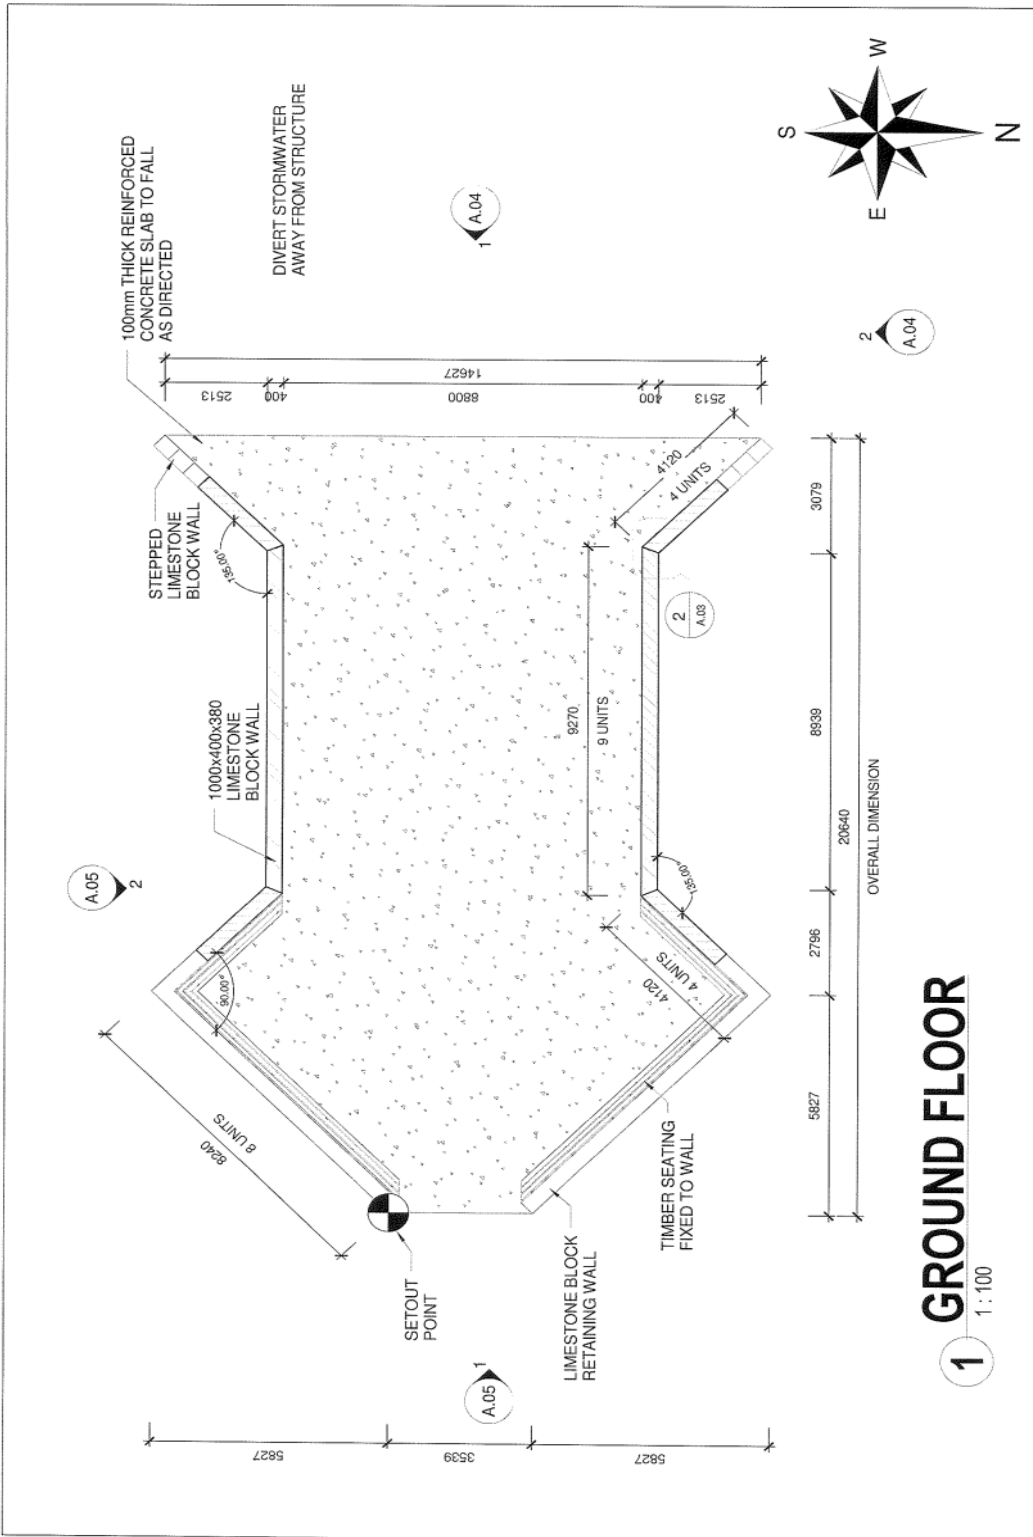 100mm THICK REINFORCED
CONCRETE SLAB TO FALL
AS DIRECTED
DIVERT STORMWATER
AWAY FROM STRUCTURE
STEPPED
LIMESTONE
BLOCK WALL
1000x400x380
LIMESTONE
BLOCK WALL
A.05
2
135.00°
90.00°
8 UNITS
8240
SETOUT
POINT
A.05
1
LIMESTONE BLOCK
RETAINING WALL
TIMBER SEATING
FIXED TO WALL
4 UNITS
4120
135.00°
9270
9 UNITS
2
A.03
4120
4 UNITS
2513
400
8800
400
2513
14627
1
A.04
2
A.04
5827
3539
5827
5827
2796
8939
3079
20640
OVERALL DIMENSION
S
W
E
N
1
GROUND FLOOR
1 : 100